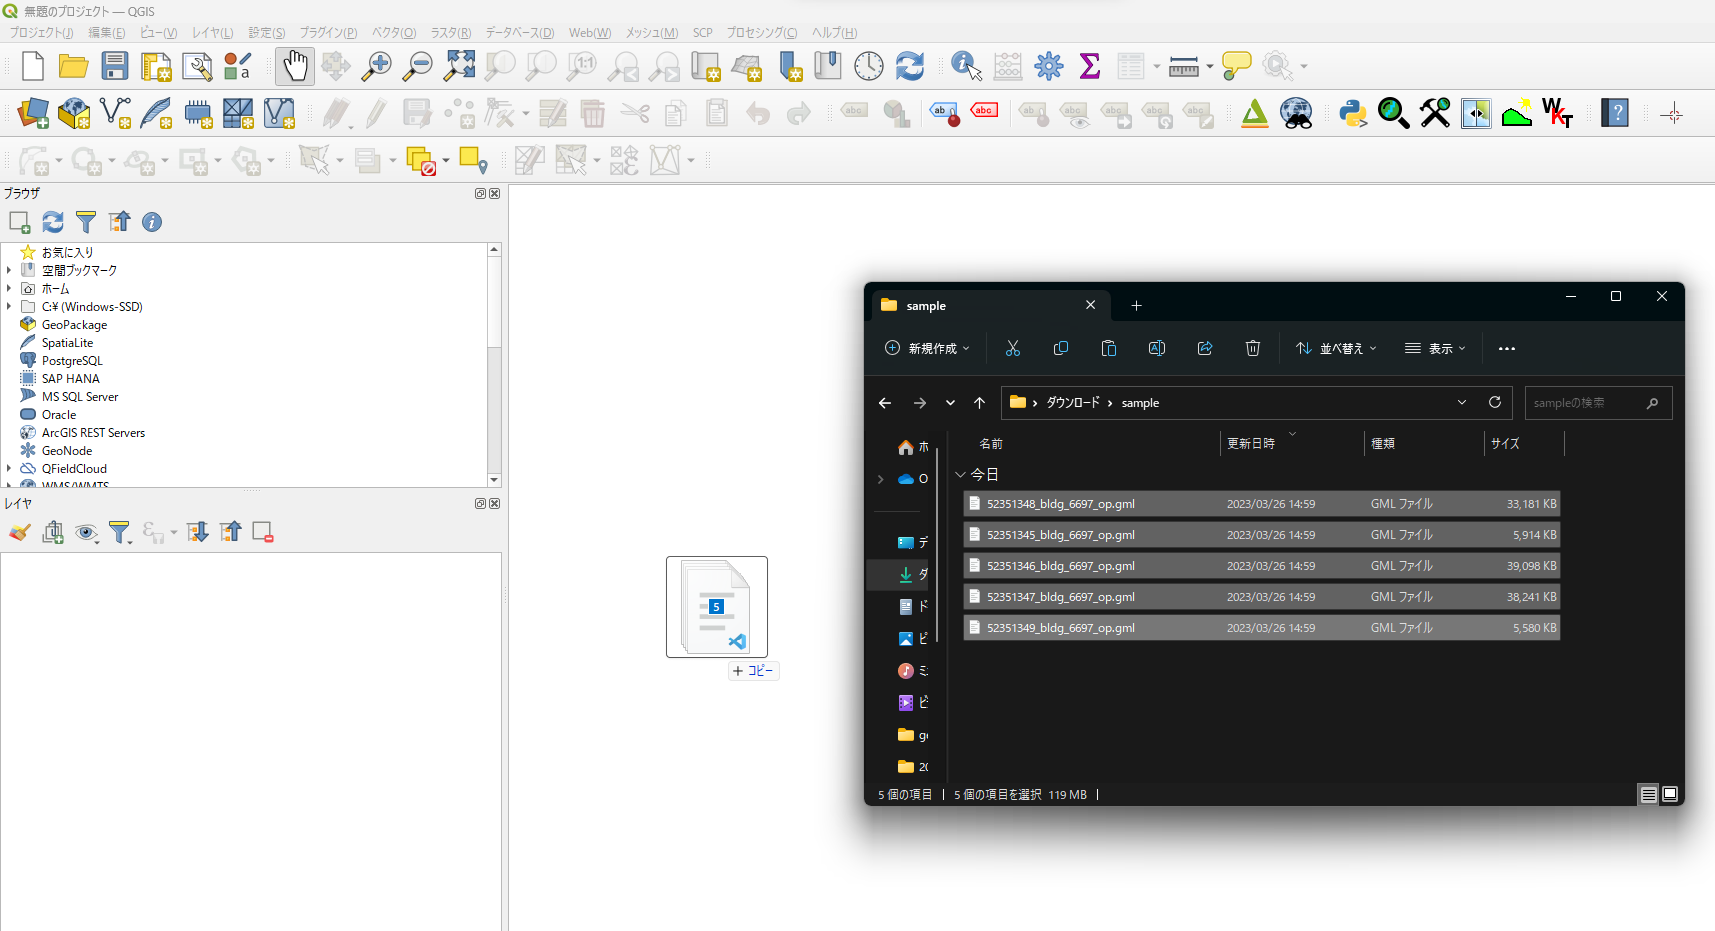 無題のプロジェクト — QGIS
プロジェクト(J) 編集(E) ビュー(V) レイヤ(L) 設定(S) プラグイン(P) ベクタ(O) ラスタ(R) データベース(D) Web(W) メッシュ(M) SCP プロセシング(C) ヘルプ(H)
ブラウザ
お気に入り
空間ブックマーク
ホーム
C:¥ (Windows-SSD)
GeoPackage
SpatiaLite
PostgreSQL
SAP HANA
MS SQL Server
Oracle
ArcGIS REST Servers
GeoNode
QFieldCloud
WMS/WMTS
レイヤ
5
+ コピー
sample
新規作成 並べ替え 表示
ダウンロード sample
sampleの検索
名前 更新日時 種類 サイズ
今日
52351348_bldg_6697_op.gml 2023/03/26 14:59 GML ファイル 33,181 KB
52351345_bldg_6697_op.gml 2023/03/26 14:59 GML ファイル 5,914 KB
52351346_bldg_6697_op.gml 2023/03/26 14:59 GML ファイル 39,098 KB
52351347_bldg_6697_op.gml 2023/03/26 14:59 GML ファイル 38,241 KB
52351349_bldg_6697_op.gml 2023/03/26 14:59 GML ファイル 5,580 KB
5 個の項目 5 個の項目を選択 119 MB